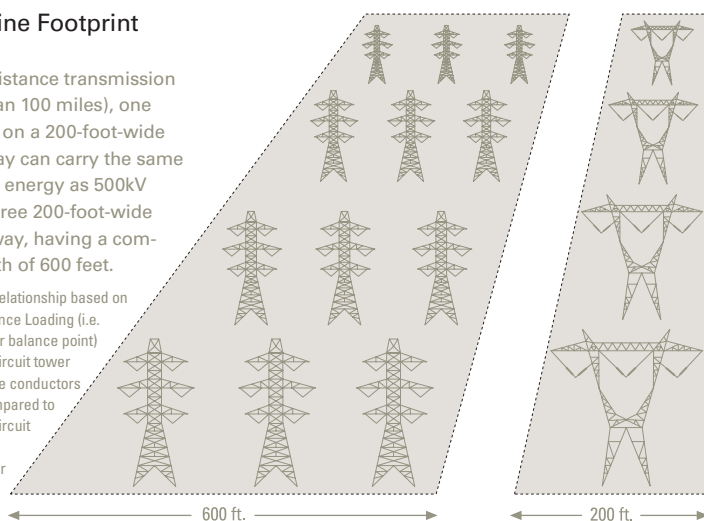 ine Footprint
istance transmission
an 100 miles), one
on a 200-foot-wide
ay can carry the same
energy as 500kV
ree 200-foot-wide
way, having a com-
th of 600 feet.
elationship based on
nce Loading (i.e.
r balance point)
ircuit tower
e conductors
mpared to
ircuit
r
600 ft.
200 ft.